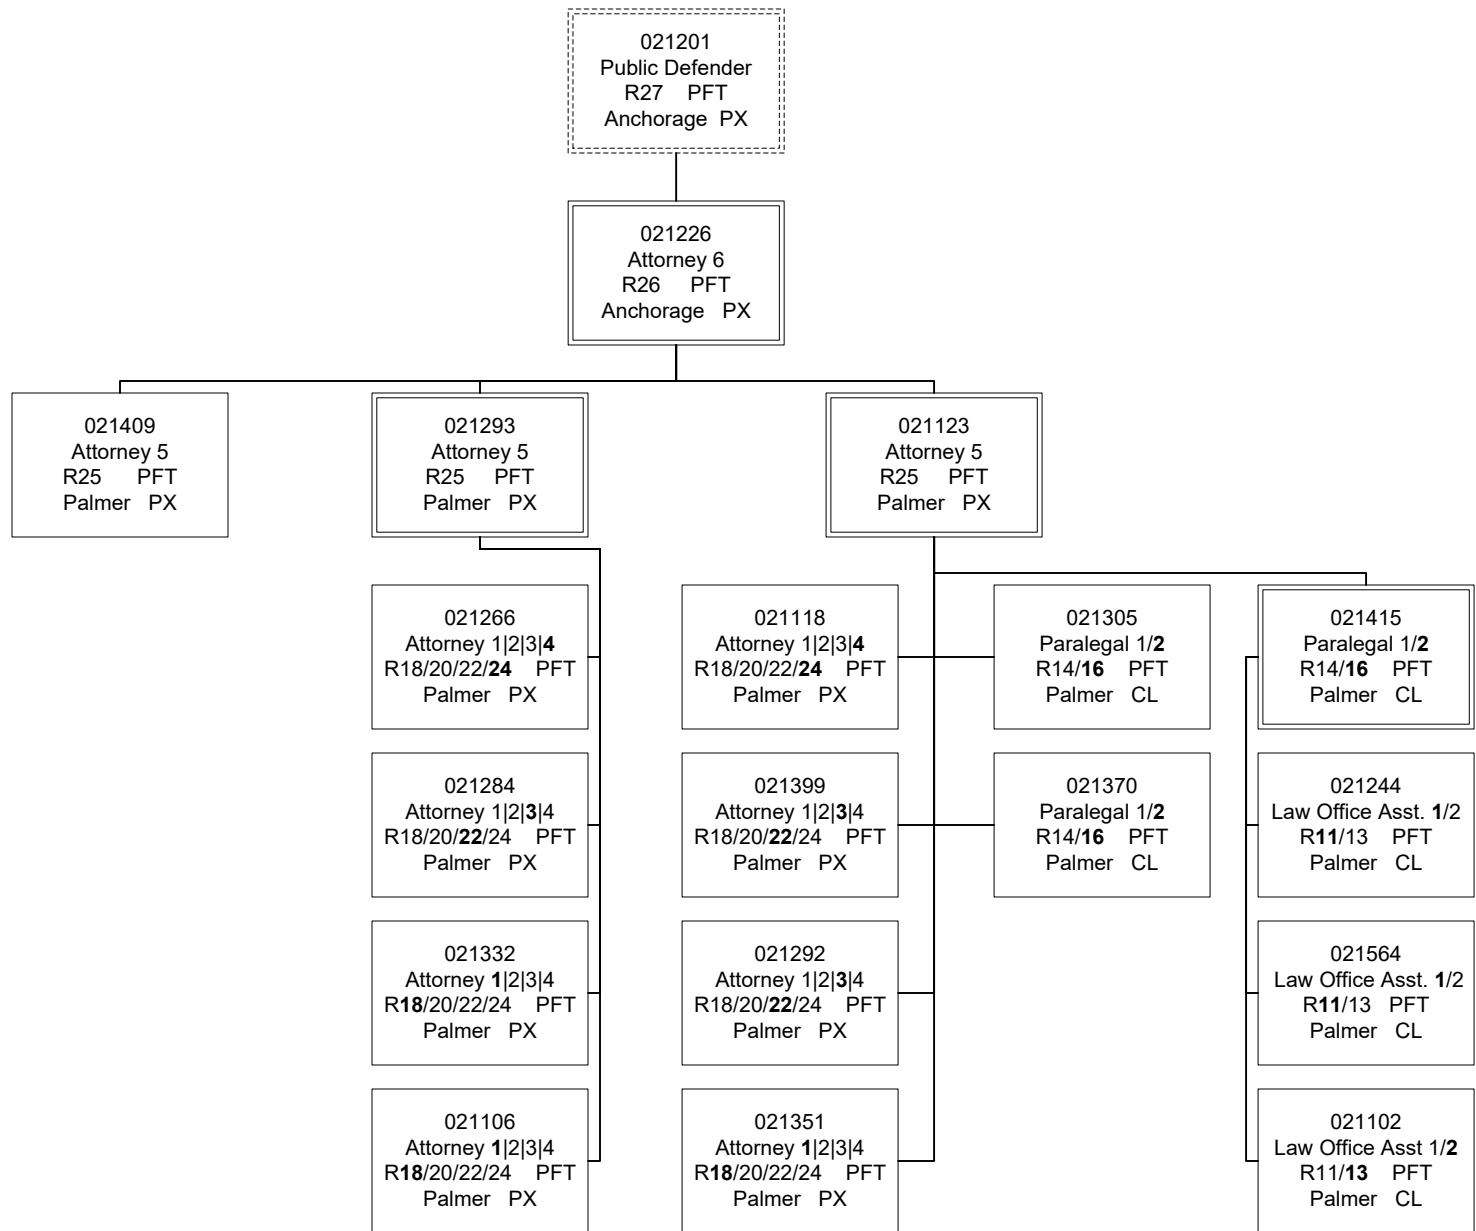 021201
Public Defender
R27 PFT
Anchorage PX
021226
Attorney 6
R26 PFT
Anchorage PX
021409
Attorney 5
R25 PFT
Palmer PX
021293
Attorney 5
R25 PFT
Palmer PX
021123
Attorney 5
R25 PFT
Palmer PX
021266
Attorney 1|2|3|4
R18/20/22/24 PFT
Palmer PX
021284
Attorney 1|2|3|4
R18/20/22/24 PFT
Palmer PX
021332
Attorney 1|2|3|4
R18/20/22/24 PFT
Palmer PX
021106
Attorney 1|2|3|4
R18/20/22/24 PFT
Palmer PX
021118
Attorney 1|2|3|4
R18/20/22/24 PFT
Palmer PX
021399
Attorney 1|2|3|4
R18/20/22/24 PFT
Palmer PX
021292
Attorney 1|2|3|4
R18/20/22/24 PFT
Palmer PX
021351
Attorney 1|2|3|4
R18/20/22/24 PFT
Palmer PX
021305
Paralegal 1/2
R14/16 PFT
Palmer CL
021370
Paralegal 1/2
R14/16 PFT
Palmer CL
021415
Paralegal 1/2
R14/16 PFT
Palmer CL
021244
Law Office Asst. 1/2
R11/13 PFT
Palmer CL
021564
Law Office Asst. 1/2
R11/13 PFT
Palmer CL
021102
Law Office Asst 1/2
R11/13 PFT
Palmer CL